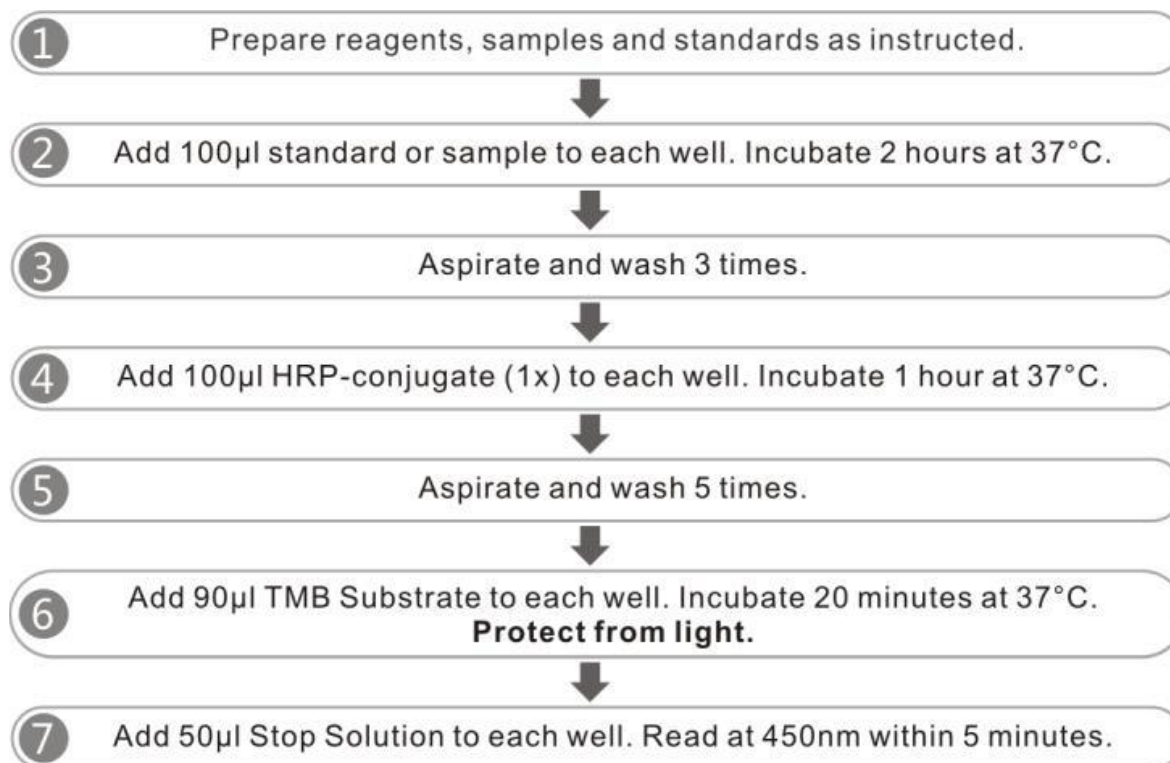 1 Prepare reagents, samples and standards as instructed.
2 Add 100μl standard or sample to each well. Incubate 2 hours at 37°C.
3 Aspirate and wash 3 times.
4 Add 100μl HRP-conjugate (1x) to each well. Incubate 1 hour at 37°C.
5 Aspirate and wash 5 times.
6 Add 90μl TMB Substrate to each well. Incubate 20 minutes at 37°C.
Protect from light.
7 Add 50μl Stop Solution to each well. Read at 450nm within 5 minutes.